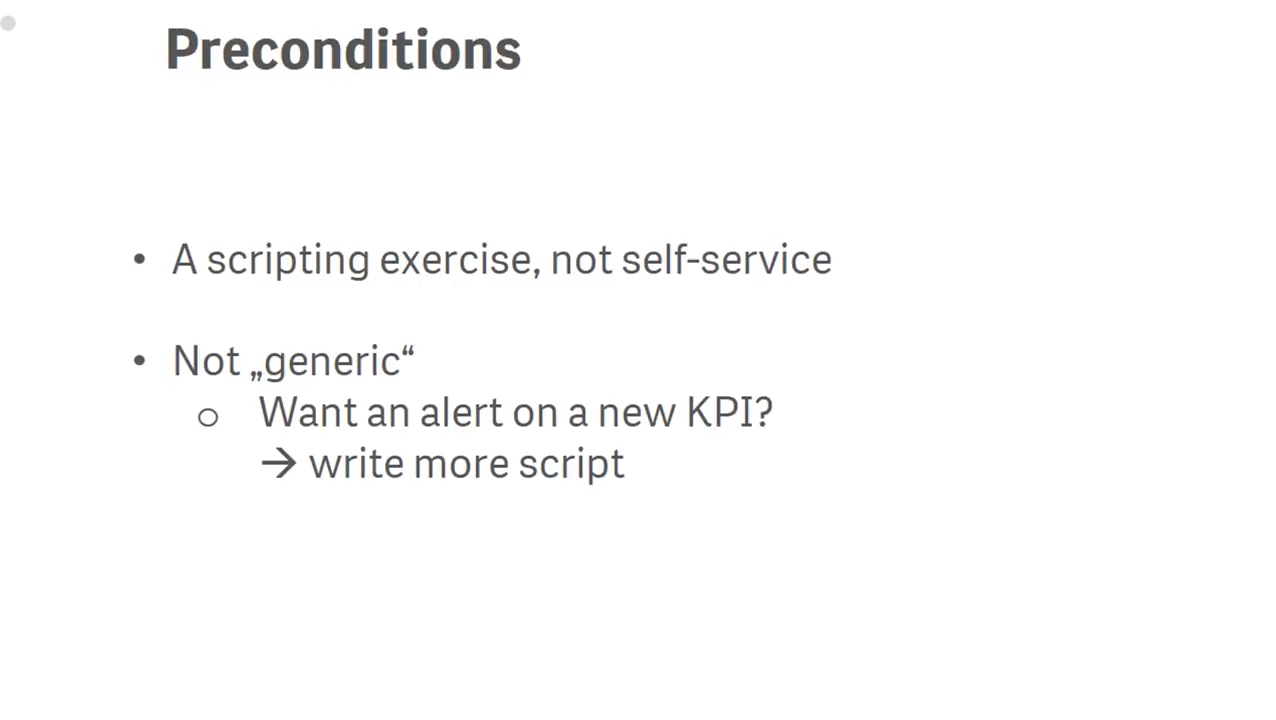 Preconditions
• A scripting exercise, not self-service
• Not „generic“
o Want an alert on a new KPI?
→ write more script